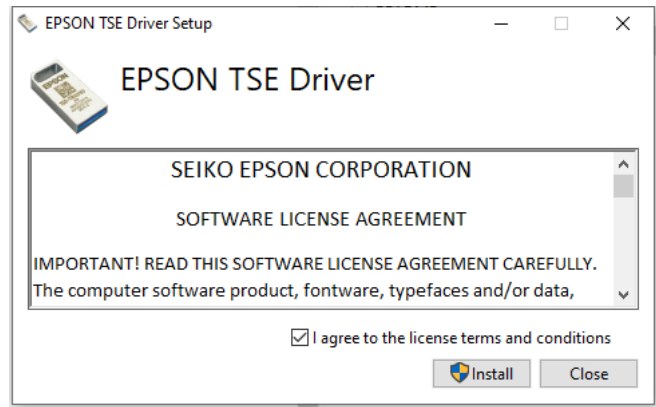 EPSON TSE Driver Setup
EPSON TSE Driver
EPSON
SEIKO EPSON CORPORATION
SOFTWARE LICENSE AGREEMENT
IMPORTANT! READ THIS SOFTWARE LICENSE AGREEMENT CAREFULLY.
The computer software product, fontware, typefaces and/or data,
I agree to the license terms and conditions
Install
Close